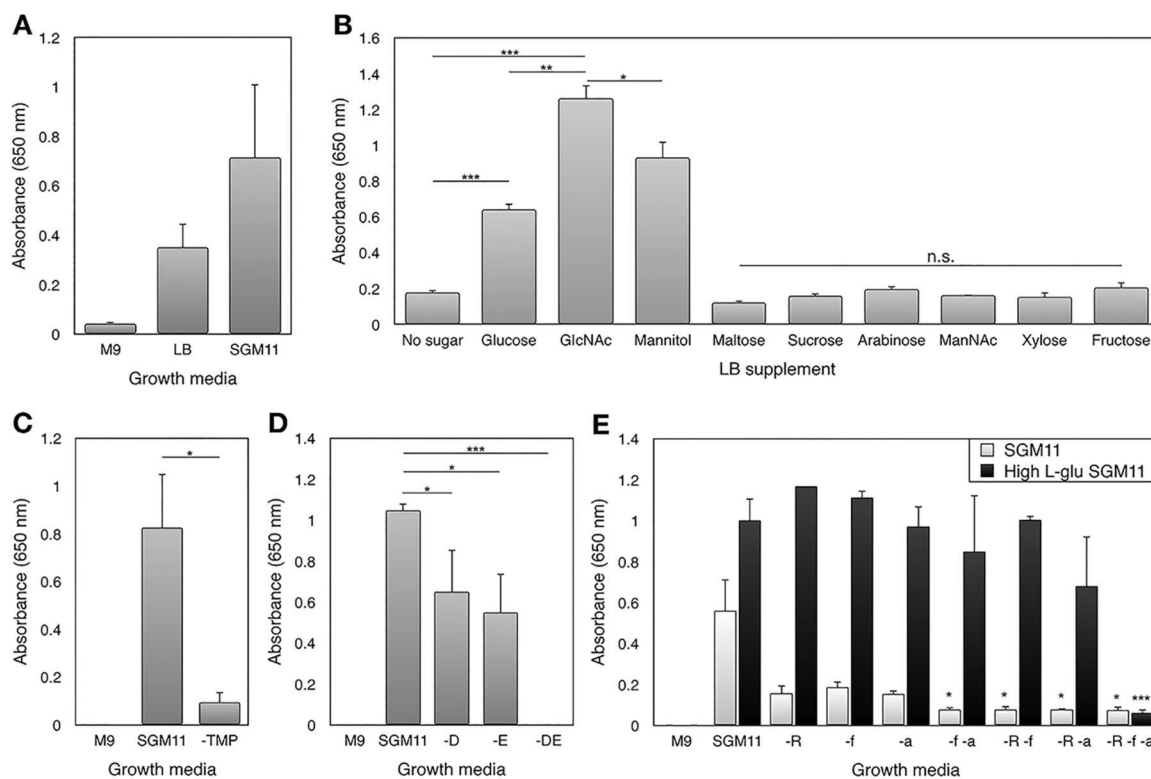 A
Absorbance (650 nm)
1.2
1
0.8
0.6
0.4
0.2
0
M9 LB SGM11
Growth media
B
Absorbance (650 nm)
1.6
1.4
1.2
1
0.8
0.6
0.4
0.2
0
***
** *
***
n.s.
No sugar Glucose GlcNAc Mannitol Maltose Sucrose Arabinose ManNAc Xylose Fructose
LB supplement
C
Absorbance (650 nm)
1.2
1
0.8
0.6
0.4
0.2
0
*
M9 SGM11 -TMP
Growth media
D
Absorbance (650 nm)
1.4
1.2
1
0.8
0.6
0.4
0.2
0
***
*
*
M9 SGM11 -D -E -DE
Growth media
E
Absorbance (650 nm)
1.4
1.2
1
0.8
0.6
0.4
0.2
0
SGM11
High L-glu SGM11
* * * * ***
M9 SGM11 -R -f -a -f -a -R -f -R -a -R -f -a
Growth media